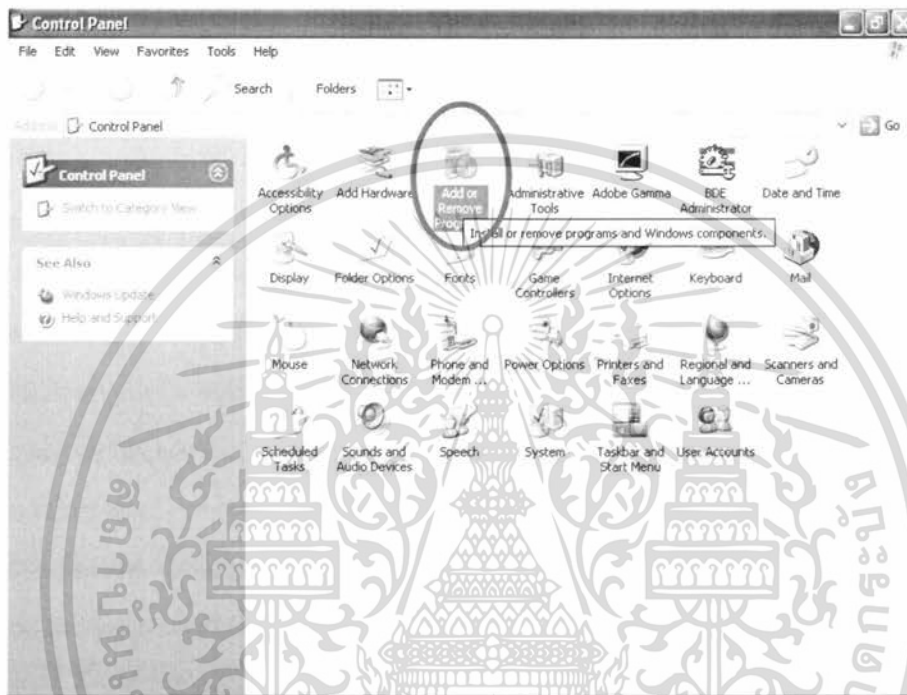 Control Panel
File Edit View Favorites Tools Help
Search Folders
Address Control Panel Go
Control Panel
Switch to Category View
See Also
Windows Update
Help and Support
Accessibility Options
Add Hardware
Add or Remove Progr
Administrative Tools
Adobe Gamma
BDE Administrator
Date and Time
Install or remove programs and Windows components.
Display
Folder Options
Fonts
Game Controllers
Internet Options
Keyboard
Mail
Mouse
Network Connections
Phone and Modem ...
Power Options
Printers and Faxes
Regional and Language ...
Scanners and Cameras
Scheduled Tasks
Sounds and Audio Devices
Speech
System
Taskbar and Start Menu
User Accounts